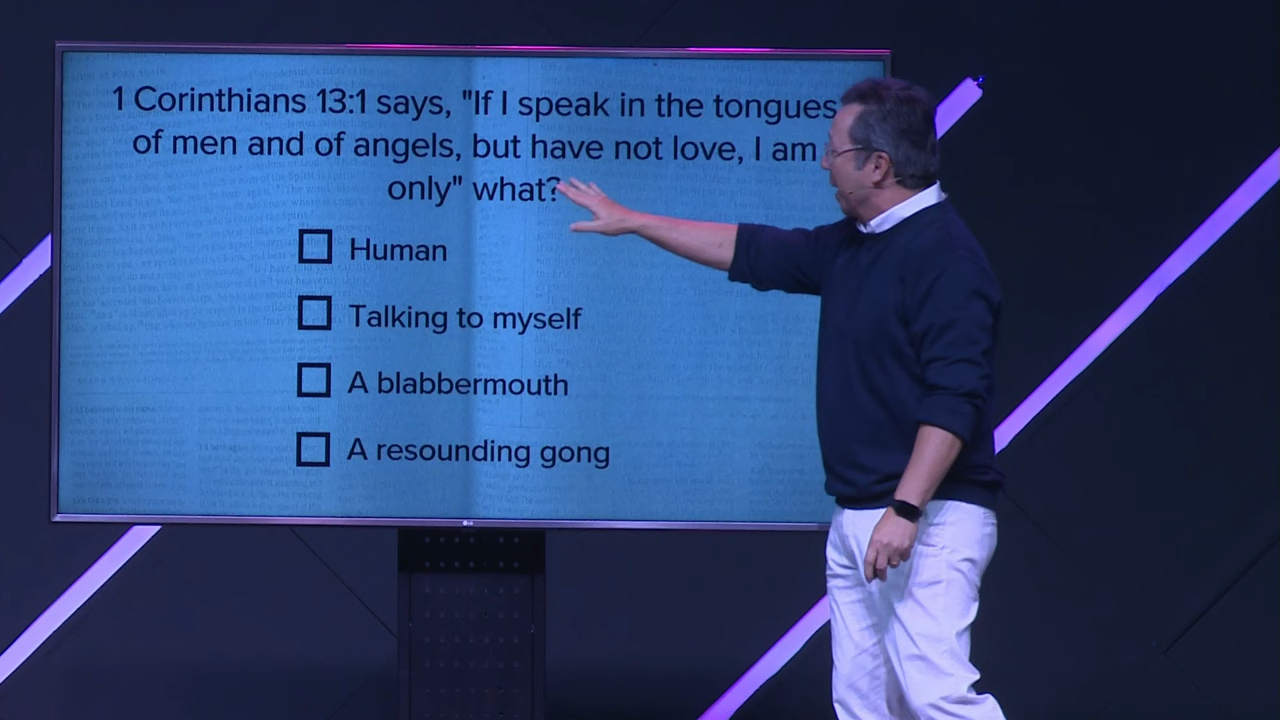 1 Corinthians 13:1 says, "If I speak in the tongues
of men and of angels, but have not love, I am
only" what?
Human
Talking to myself
A blabbermouth
A resounding gong
LG